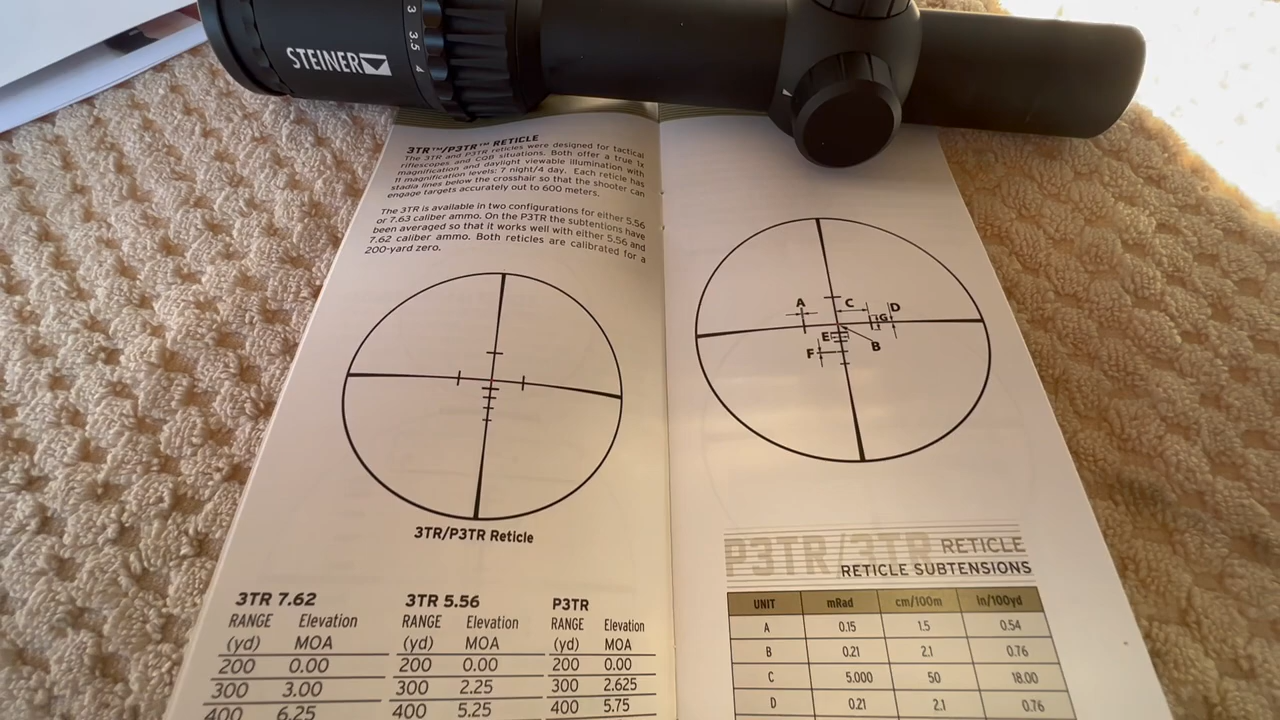 3
3.5
4
STEINER
3TR™/P3TR™ RETICLE
The 3TR and P3TR reticles were designed for tactical
riflescopes and CQB situations. Both offer a true 1x
magnification and daylight viewable illumination with
11 magnification levels: 7 night/4 day. Each reticle has
stadia lines below the crosshair so that the shooter can
engage targets accurately out to 600 meters.
The 3TR is available in two configurations for either 5.56
or 7.63 caliber ammo. On the P3TR the subtentions have
been averaged so that it works well with either 5.56 and
7.62 caliber ammo. Both reticles are calibrated for a
200-yard zero.
3TR/P3TR Reticle
3TR 7.62
RANGE Elevation
(yd) MOA
200 0.00
300 3.00
400 6.25
3TR 5.56
RANGE Elevation
(yd) MOA
200 0.00
300 2.25
400 5.25
P3TR
RANGE Elevation
(yd) MOA
200 0.00
300 2.625
400 5.75
A
C
D
G
E
B
F
P3TR/3TR RETICLE
RETICLE SUBTENSIONS
UNIT mRad cm/100m in/100yd
A 0.15 1.5 0.54
B 0.21 2.1 0.76
C 5.000 50 18.00
D 0.21 2.1 0.76